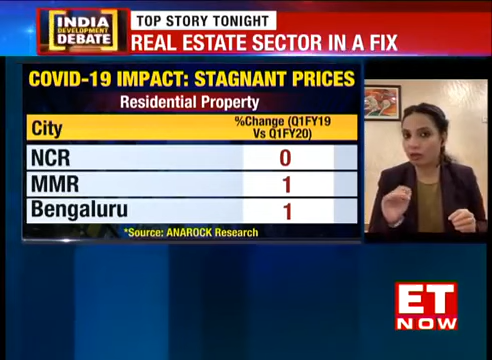 INDIA
DEVELOPMENT
DEBATE
TOP STORY TONIGHT
REAL ESTATE SECTOR IN A FIX
COVID-19 IMPACT: STAGNANT PRICES
Residential Property
City
%Change (Q1FY19
Vs Q1FY20)
NCR 0
MMR 1
Bengaluru 1
*Source: ANAROCK Research
ET
NOW